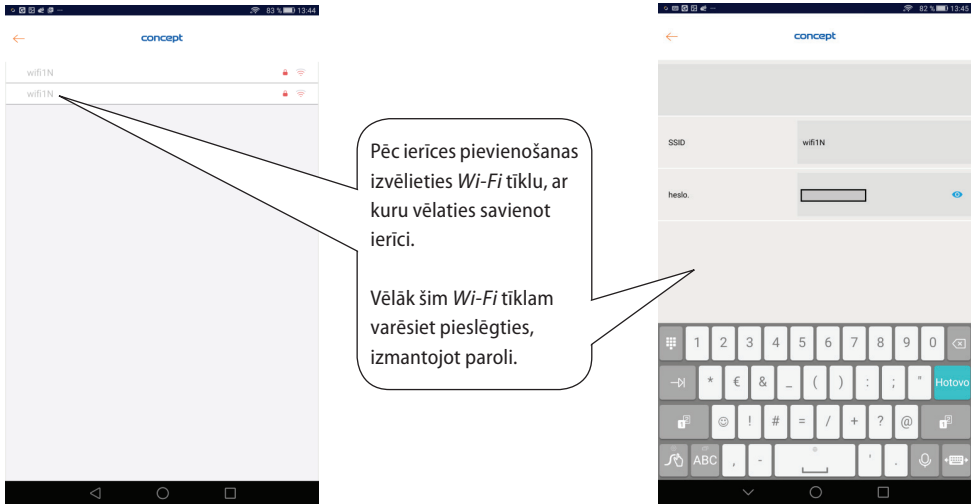 83 % 13:44
concept
wifi1N
wifi1N
Pēc ierīces pievienošanas
izvēlieties Wi-Fi tīklu, ar
kuru vēlaties savienot
ierīci.
Vēlāk šim Wi-Fi tīklam
varēsiet pieslēgties,
izmantojot paroli.
82 % 13:45
concept
SSID wifi1N
heslo.
1 2 3 4 5 6 7 8 9 0
* € & _ ( ) : ; " Hotovo
! # = / + ? @
ABC , - ' .